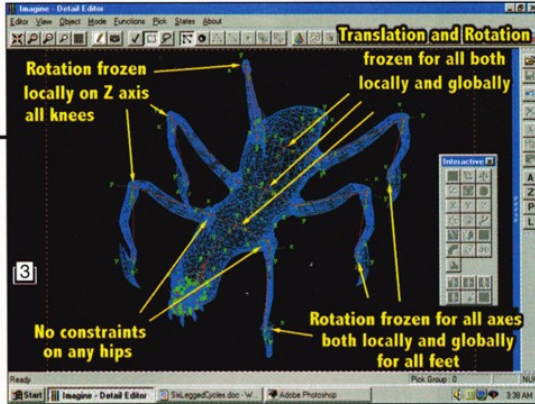 Imagine - Detail Editor
Editor View Object Mode Functions Pick States About
Translation and Rotation
frozen for all both
locally and globally
Rotation frozen
locally on Z axis
all knees
Interactive
A
Z
P
L
3
No constraints
on any hips
Rotation frozen for all axes
both locally and globally
for all feet
Ready
Pick Group 0
NUM
Start Imagine - Detail Editor SixLeggedCycles.doc - W... Adobe Photoshop 3:38 AM